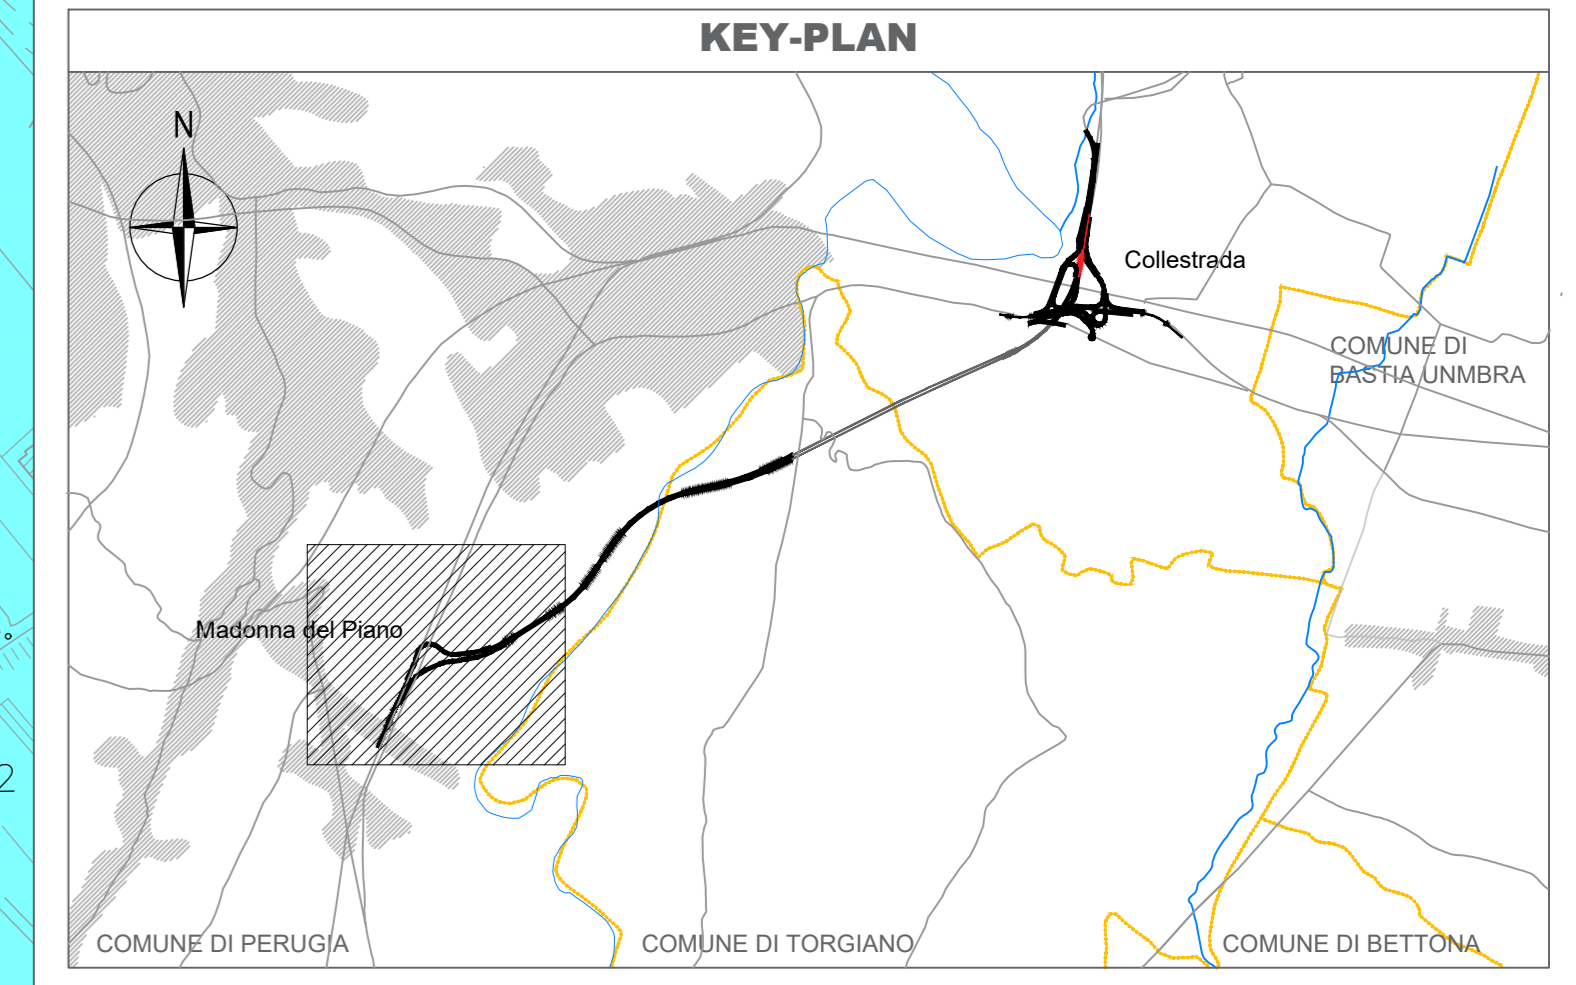 KEY-PLAN
N
Collestrada
COMUNE DI
BASTIA UNMBRA
Madonna del Piano
2
COMUNE DI PERUGIA
COMUNE DI TORGIANO
COMUNE DI BETTONA